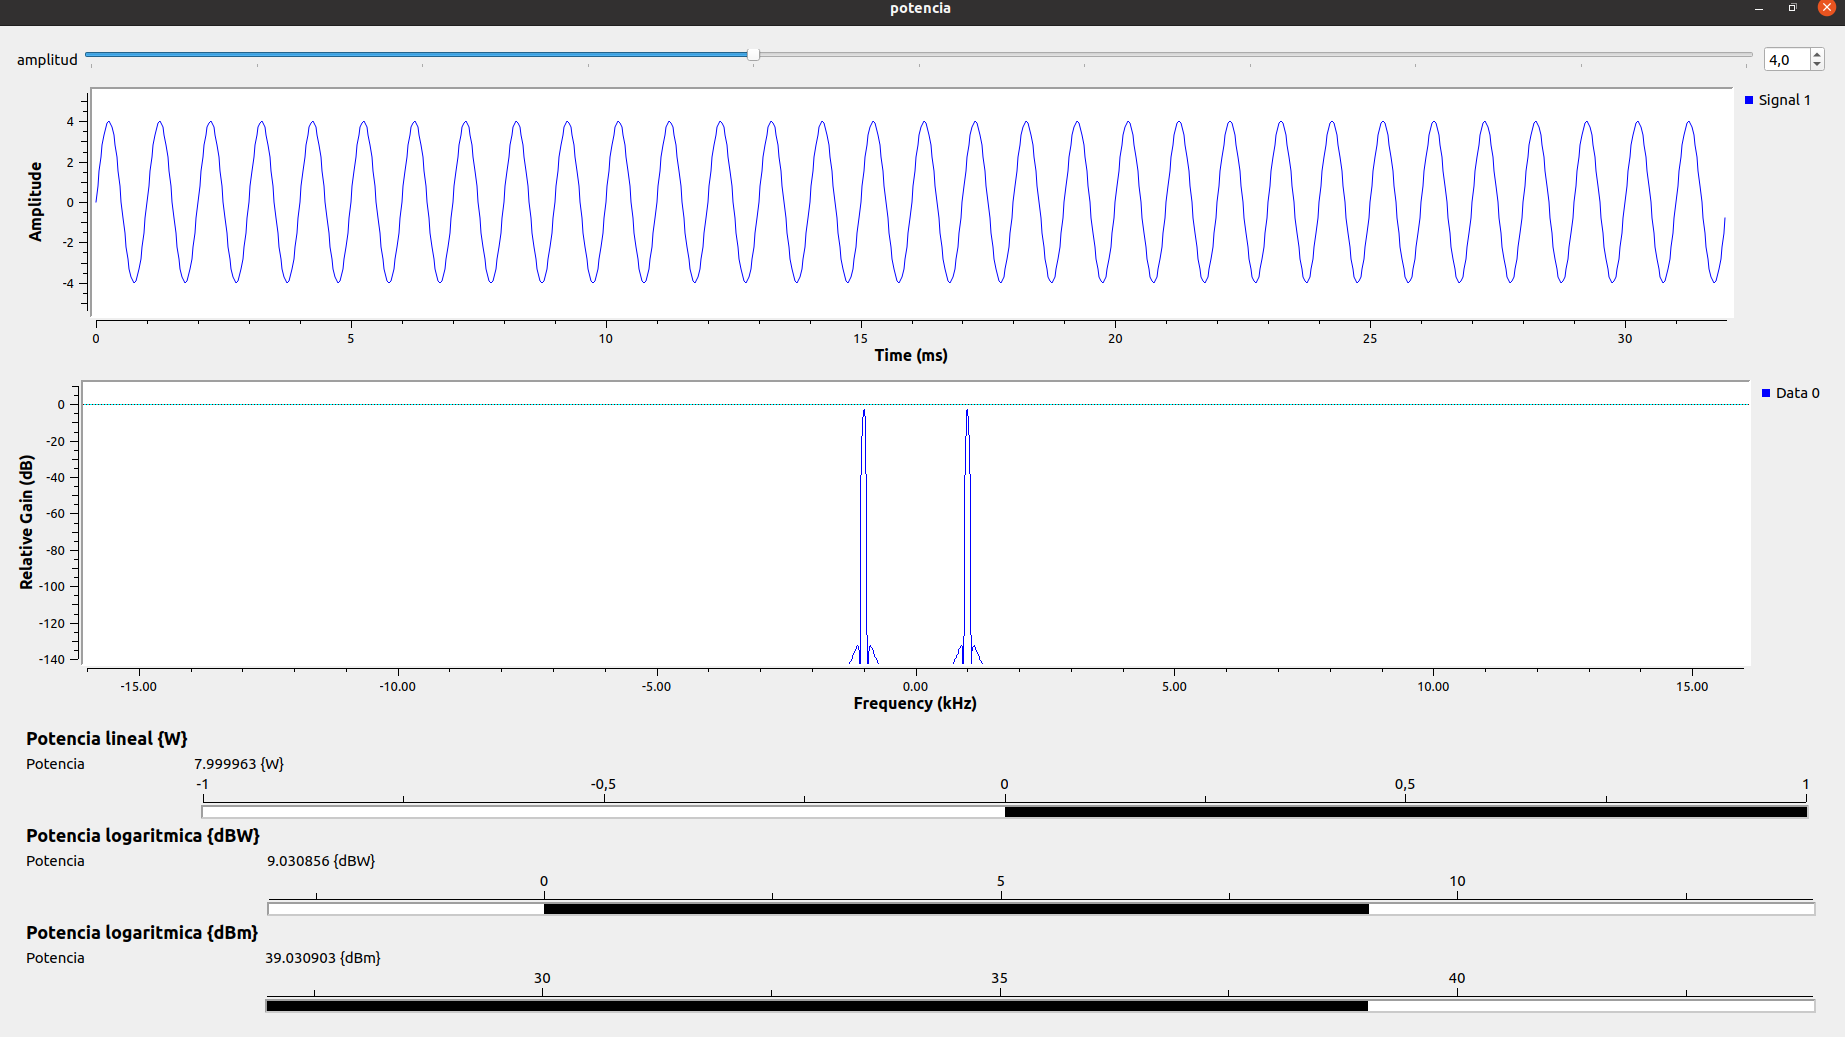 potencia
amplitud
4,0
Signal 1
Amplitude
4
2
0
-2
-4
0 5 10 15 20 25 30
Time (ms)
Data 0
Relative Gain (dB)
0
-20
-40
-60
-80
-100
-120
-140
-15.00 -10.00 -5.00 0.00 5.00 10.00 15.00
Frequency (kHz)
Potencia lineal {W}
Potencia 7.999963 {W}
-1 -0,5 0 0,5 1
Potencia logaritmica {dBW}
Potencia 9.030856 {dBW}
0 5 10
Potencia logaritmica {dBm}
Potencia 39.030903 {dBm}
30 35 40